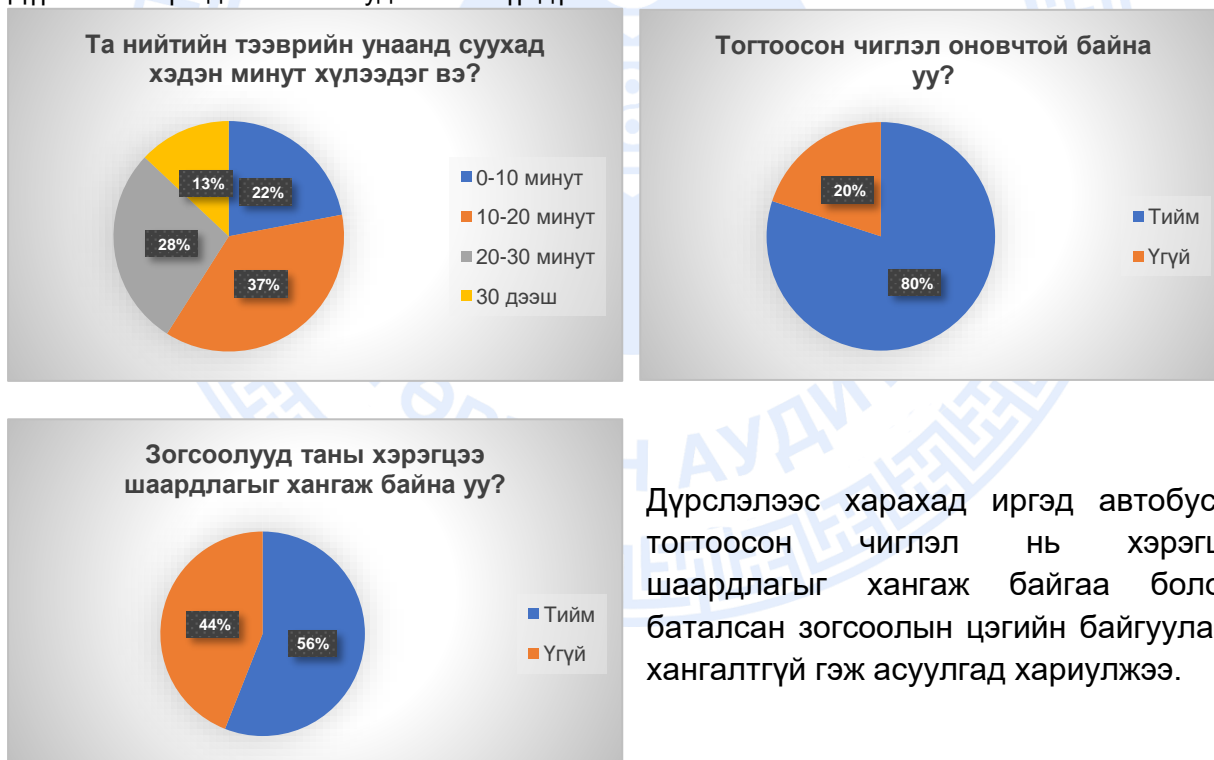 Та нийтийн тээврийн унаанд суухад
хэдэн минут хүлээдэг вэ?
13%
22%
28%
37%
0-10 минут
10-20 минут
20-30 минут
30 дээш
Тогтоосон чиглэл оновчтой байна
уу?
20%
80%
Тийм
Үгүй
Зогсоолууд таны хэрэгцээ
шаардлагыг хангаж байна уу?
44%
56%
Тийм
Үгүй
Дүрслэлээс харахад иргэд автобус
тогтоосон чиглэл нь хэрэгц
шаардлагыг хангаж байгаа боло
баталсан зогсоолын цэгийн байгуула
хангалтгүй гэж асуулгад хариулжээ.